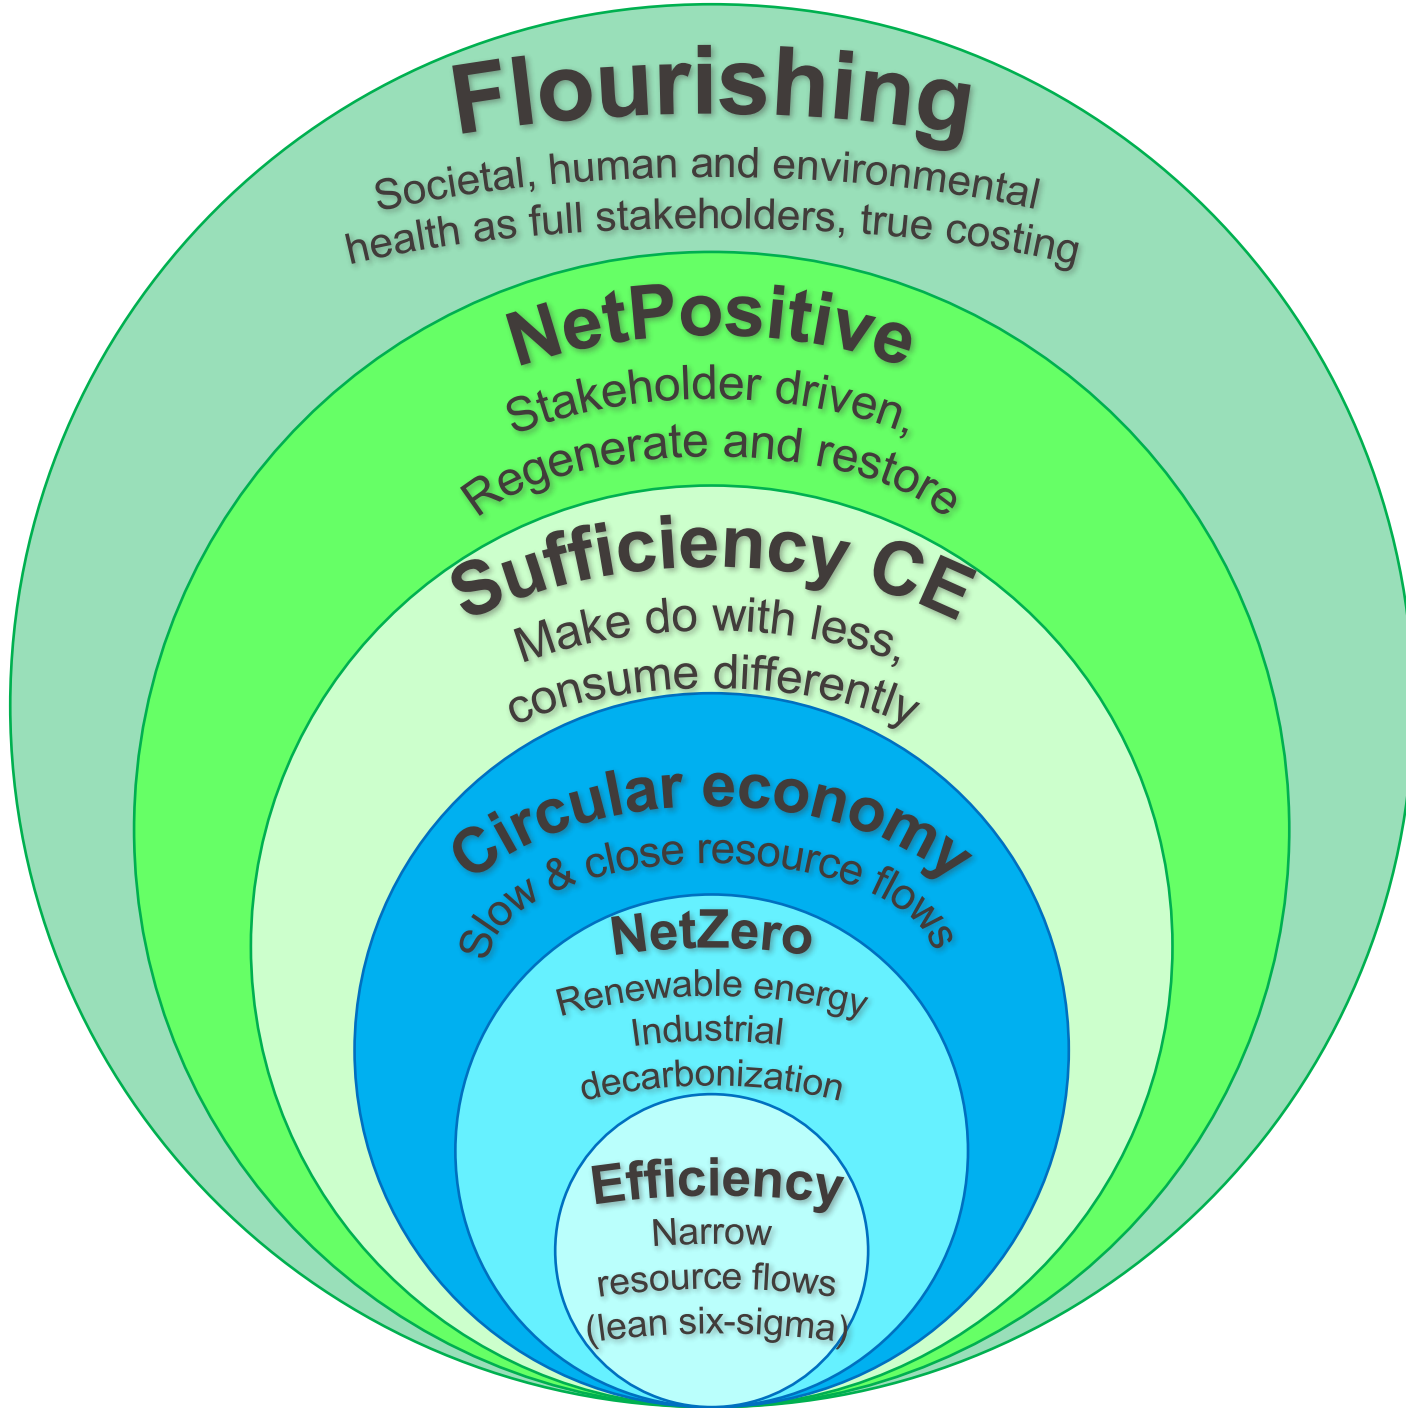 Flourishing
Societal, human and environmental
health as full stakeholders, true costing
NetPositive
Stakeholder driven,
Regenerate and restore
Sufficiency CE
Make do with less,
consume differently
Circular economy
Slow & close resource flows
NetZero
Renewable energy
Industrial
decarbonization
Efficiency
Narrow
resource flows
(lean six-sigma)